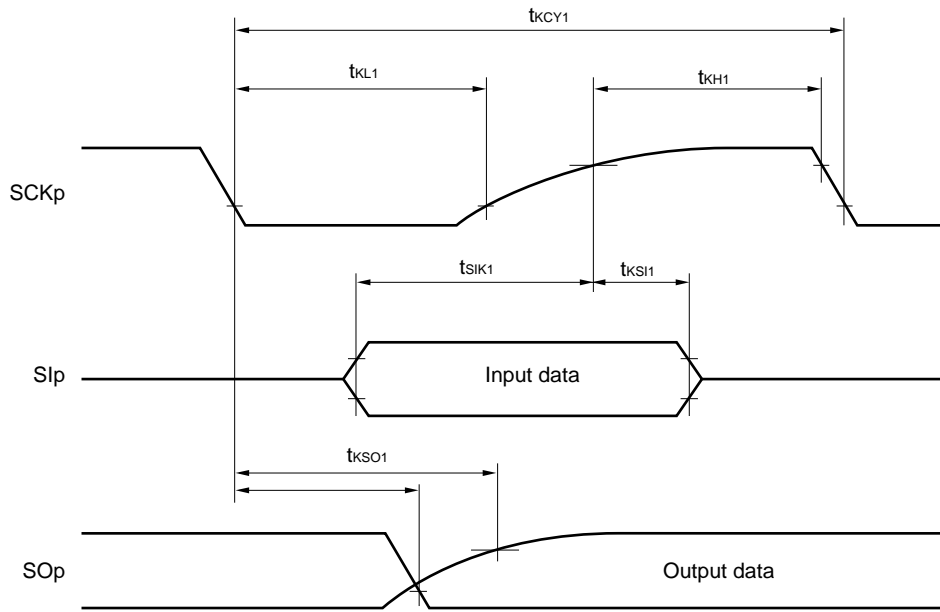 tKCY1
tKL1
tKH1
SCKp
tSIK1
tKSI1
SIp
Input data
tKSO1
SOp
Output data